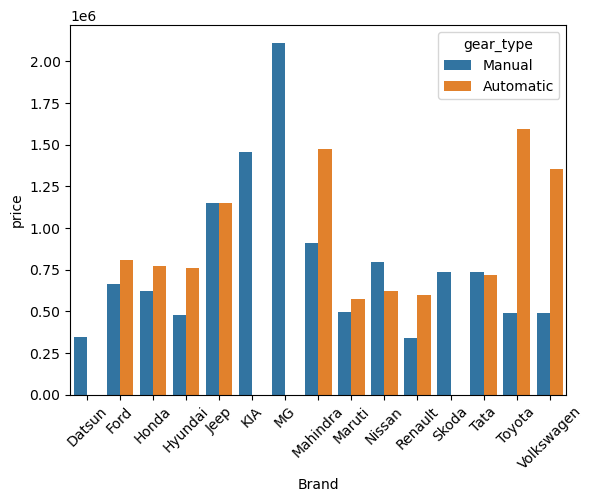 1e6
gear_type
Manual
Automatic
2.00
1.75
1.50
1.25
1.00
0.75
0.50
0.25
0.00
price
Datsun
Ford
Honda
Hyundai
Jeep
KIA
MG
Mahindra
Maruti
Nissan
Renault
Skoda
Tata
Toyota
Volkswagen
Brand